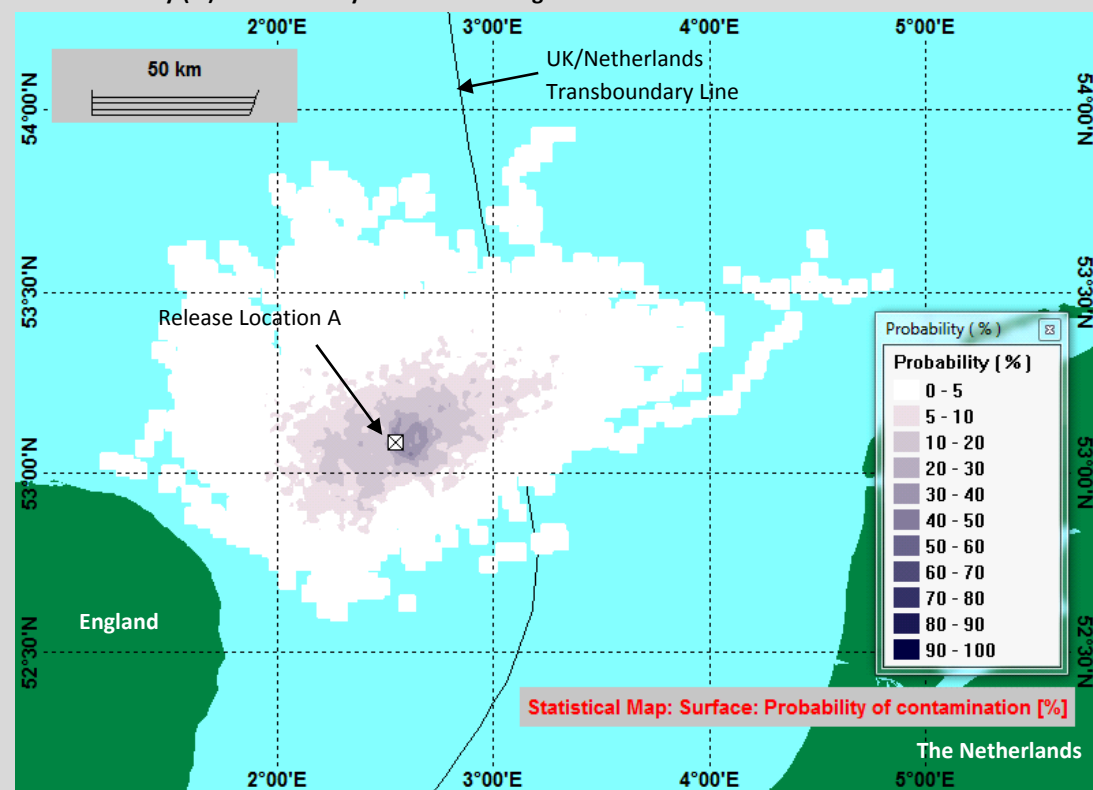 2°00'E 3°00'E 4°00'E 5°00'E
50 km
UK/Netherlands
Transboundary Line
54°00'N 54°00'N
53°30'N 53°30'N
Release Location A
Probability ( % )
Probability ( % )
0 - 5
5 - 10
10 - 20
20 - 30
30 - 40
40 - 50
50 - 60
60 - 70
70 - 80
80 - 90
90 - 100
53°00'N 53°00'N
England
52°30'N 52°30'N
Statistical Map: Surface: Probability of contamination [%]
The Netherlands
2°00'E 3°00'E 4°00'E 5°00'E